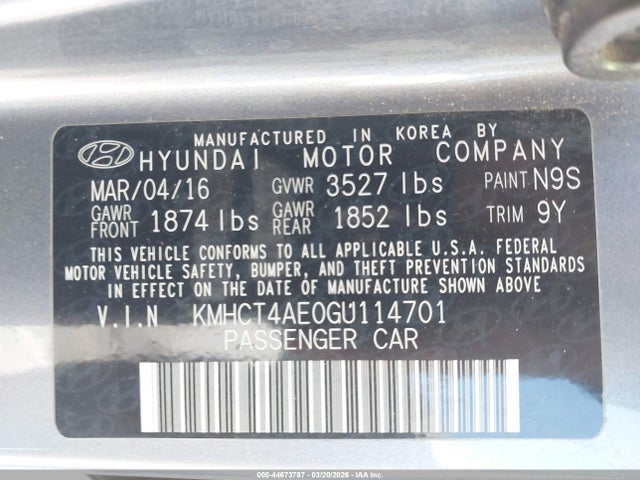 MANUFACTURED IN KOREA BY
HYUNDAI MOTOR COMPANY
MAR/04/16 GVWR 3527 lbs PAINT N9S
GAWR FRONT 1874 lbs GAWR REAR 1852 lbs TRIM 9Y
THIS VEHICLE CONFORMS TO ALL APPLICABLE U.S.A. FEDERAL
MOTOR VEHICLE SAFETY, BUMPER, AND THEFT PREVENTION STANDARDS
IN EFFECT ON THE DATE OF MANUFACTURE SHOWN ABOVE
V.I.N KMHCT4AE0GU114701
PASSENGER CAR
000-44673787 - 03/20/2026 - IAA Inc.